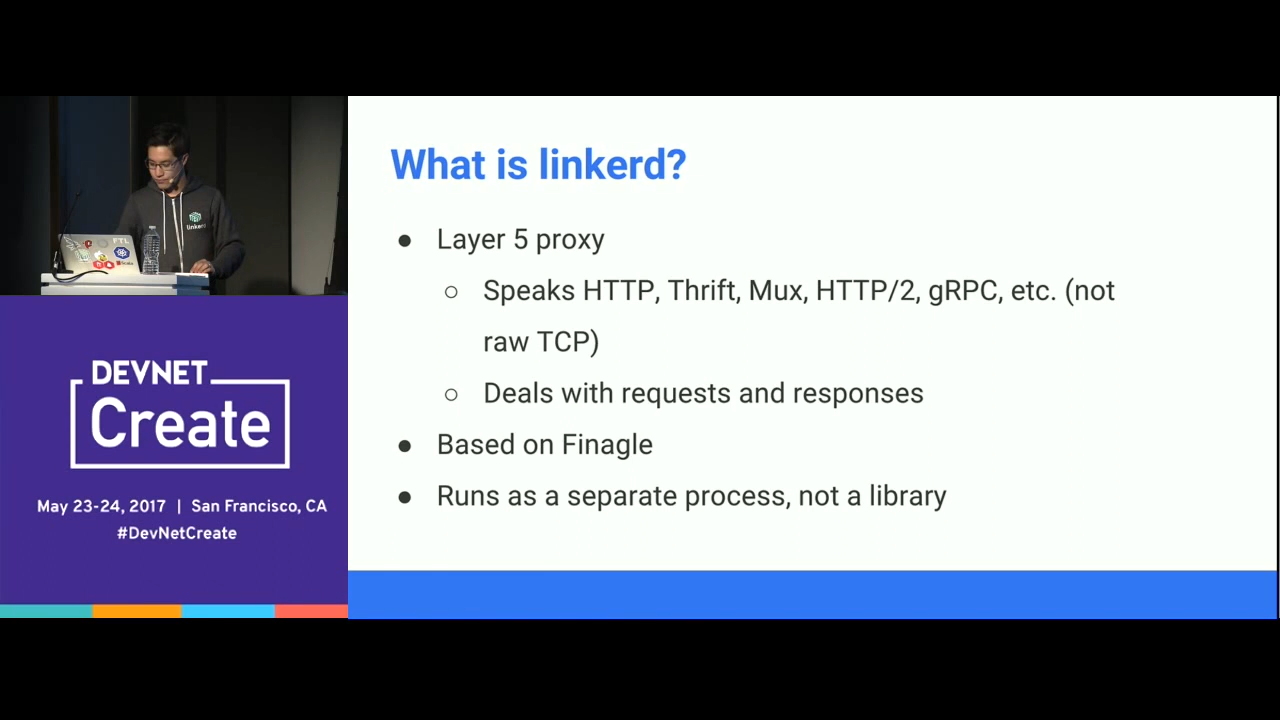 What is linkerd?
● Layer 5 proxy
○ Speaks HTTP, Thrift, Mux, HTTP/2, gRPC, etc. (not
raw TCP)
○ Deals with requests and responses
● Based on Finagle
● Runs as a separate process, not a library
linkerd
FTL
DEVNET
Create
May 23-24, 2017 | San Francisco, CA
#DevNetCreate